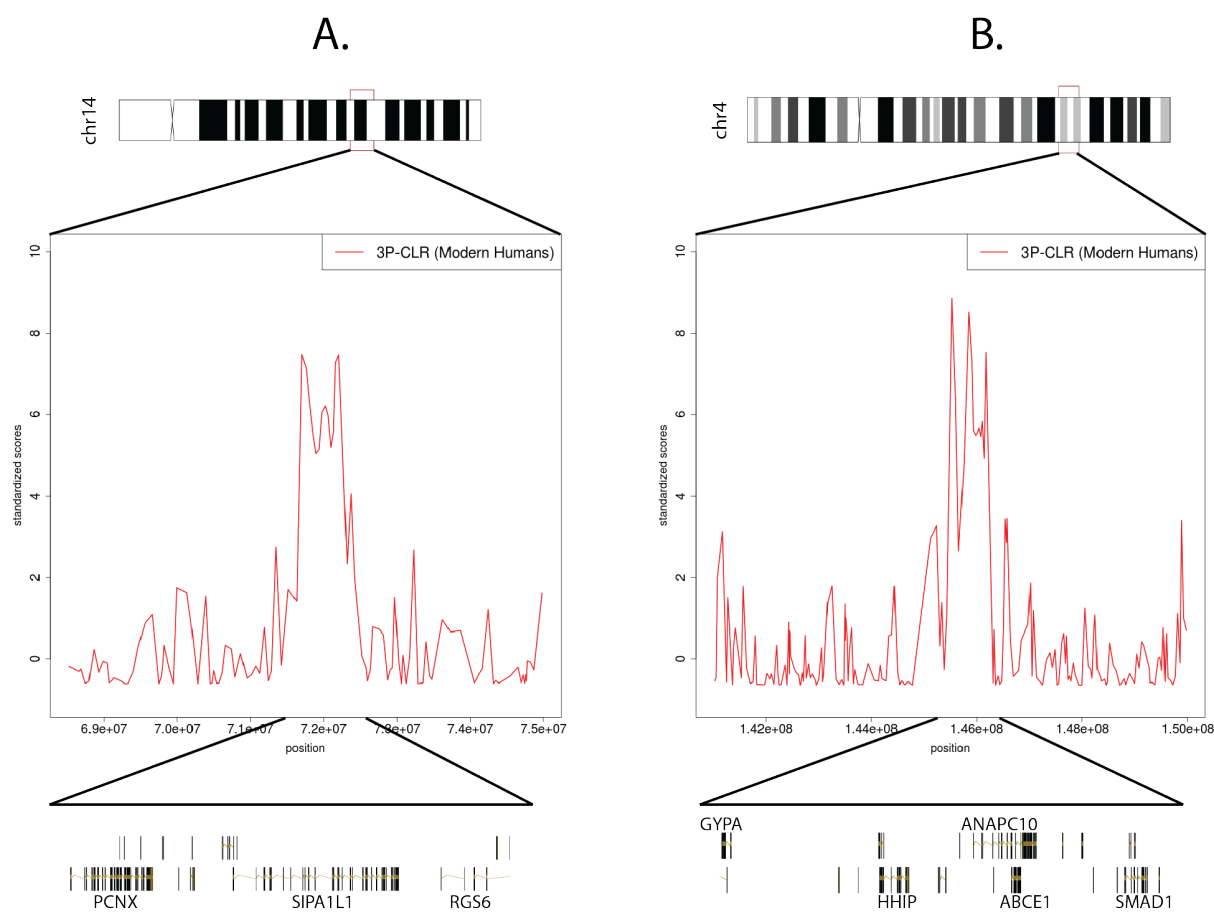 A.
B.
chr14
chr4
3P-CLR (Modern Humans)
3P-CLR (Modern Humans)
standardized scores
10
8
6
4
2
0
standardized scores
10
8
6
4
2
0
6.9e+07 7.0e+07 7.1e+07 7.2e+07 7.3e+07 7.4e+07 7.5e+07
position
1.42e+08 1.44e+08 1.46e+08 1.48e+08 1.50e+08
position
GYPA ANAPC10
PCNX SIPA1L1 RGS6
HHIP ABCE1 SMAD1